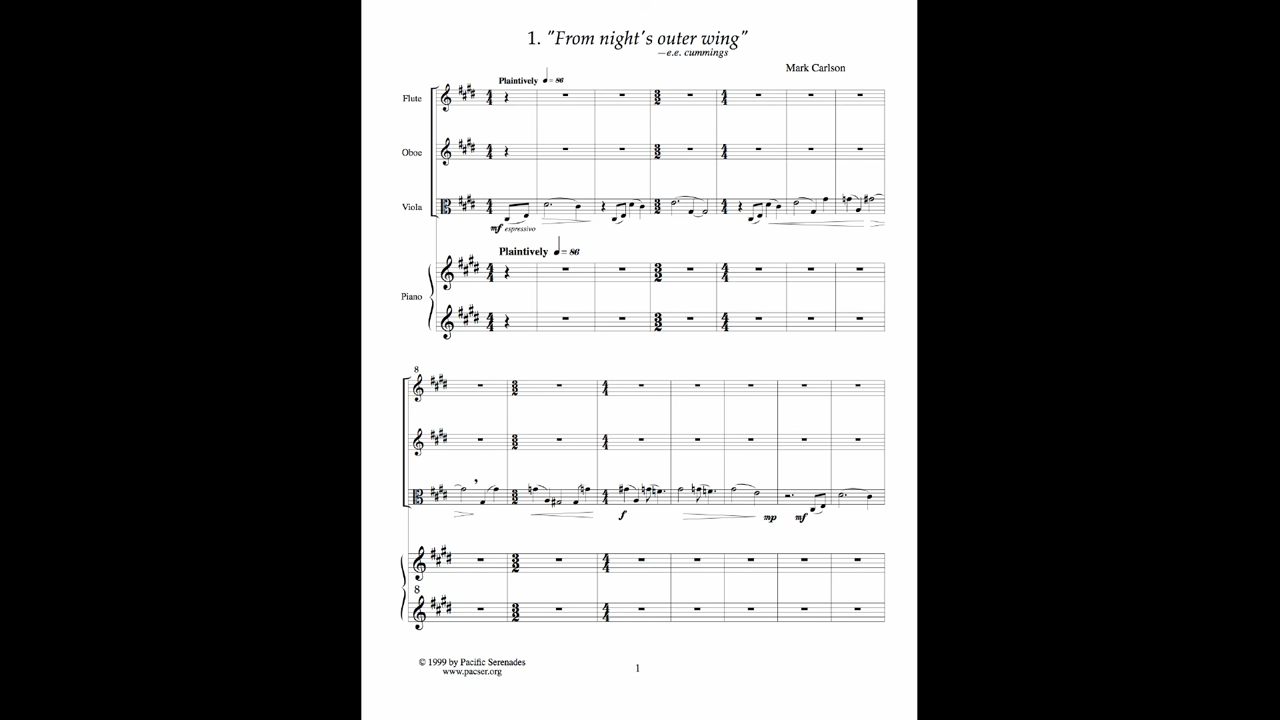 1. "From night's outer wing"
—e.e. cummings
Mark Carlson
Plaintively ♩= 86
Flute
Oboe
Viola
mf espressivo
Plaintively ♩= 86
Piano
8
f
mp
mf
8
© 1999 by Pacific Serenades
www.pacser.org
1